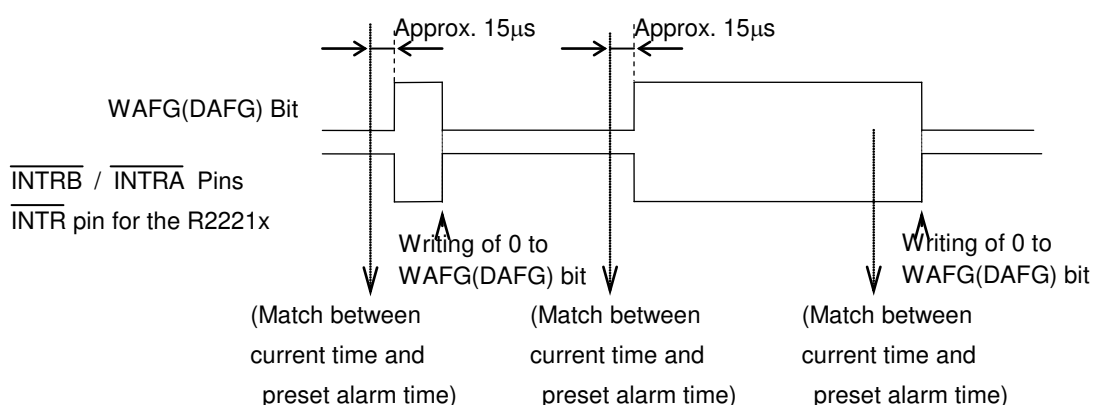 Approx. 15μs Approx. 15μs
WAFG(DAFG) Bit
INTRB / INTRA Pins
INTR pin for the R2221x
Writing of 0 to
WAFG(DAFG) bit
Writing of 0 to
WAFG(DAFG) bit
(Match between
current time and
preset alarm time)
(Match between
current time and
preset alarm time)
(Match between
current time and
preset alarm time)